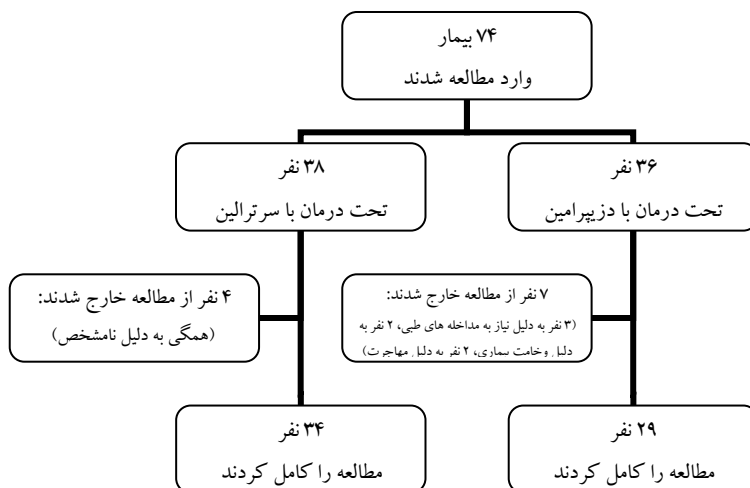 ۷۴ بیمار
وارد مطالعه شدند
۳۶ نفر
تحت درمان با دزیپرامین
۳۸ نفر
تحت درمان با سرترالین
۷ نفر از مطالعه خارج شدند:
(۳ نفر به دلیل نیاز به مداخله های طبی، ۲ نفر به
دلیل وخامت بیماری، ۲ نفر به دلیل مهاجرت)
۴ نفر از مطالعه خارج شدند:
(همگی به دلیل نامشخص)
۲۹ نفر
مطالعه را کامل کردند
۳۴ نفر
مطالعه را کامل کردند